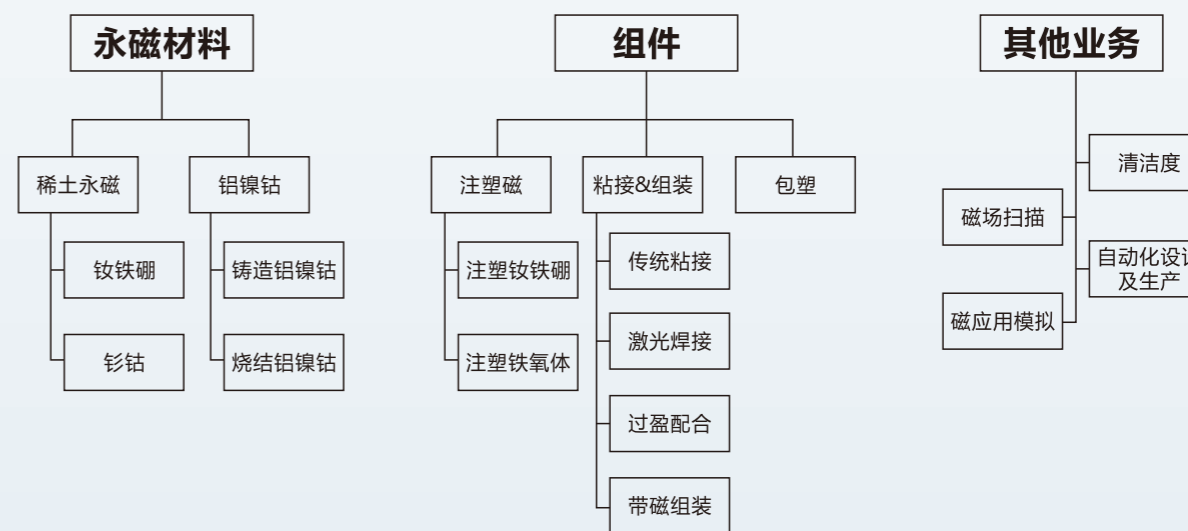 永磁材料
稀土永磁
钕铁硼
钐钴
铝镍钴
铸造铝镍钴
烧结铝镍钴
组件
注塑磁
注塑钕铁硼
注塑铁氧体
粘接&组装
传统粘接
激光焊接
过盈配合
带磁组装
包塑
其他业务
清洁度
磁场扫描
自动化设
及生产
磁应用模拟